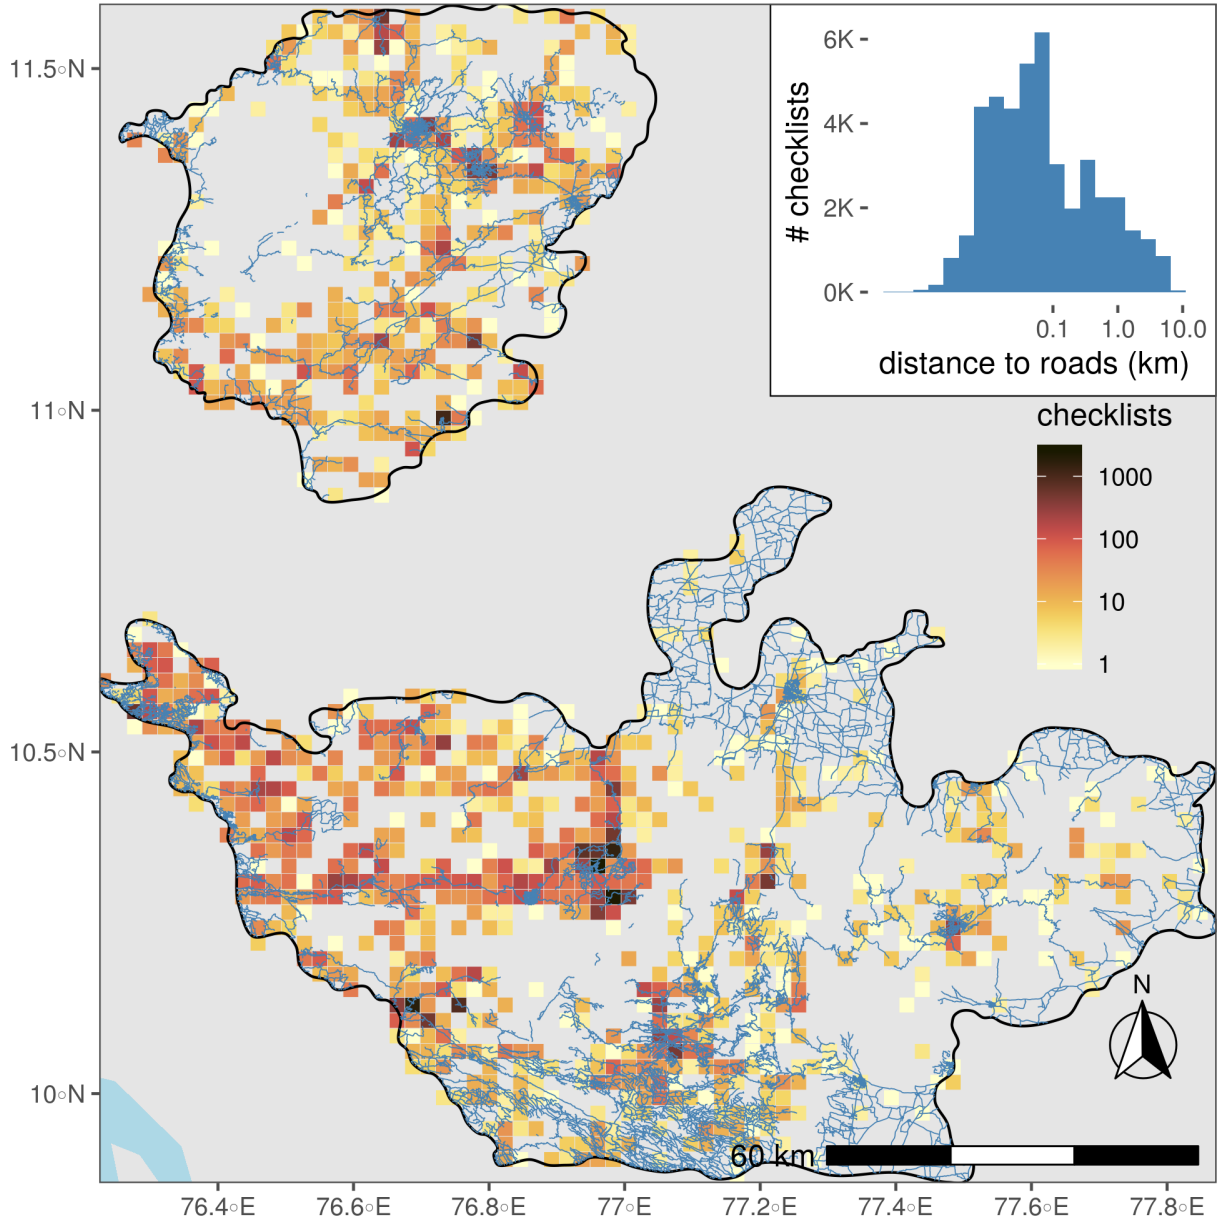 11.5◦N
11◦N
10.5◦N
10◦N
76.4◦E
76.6◦E
76.8◦E
77◦E
77.2◦E
77.4◦E
77.6◦E
77.8◦E
# checklists
6K
4K
2K
0K
0.1
1.0
10.0
distance to roads (km)
checklists
1000
100
10
1
N
60 km